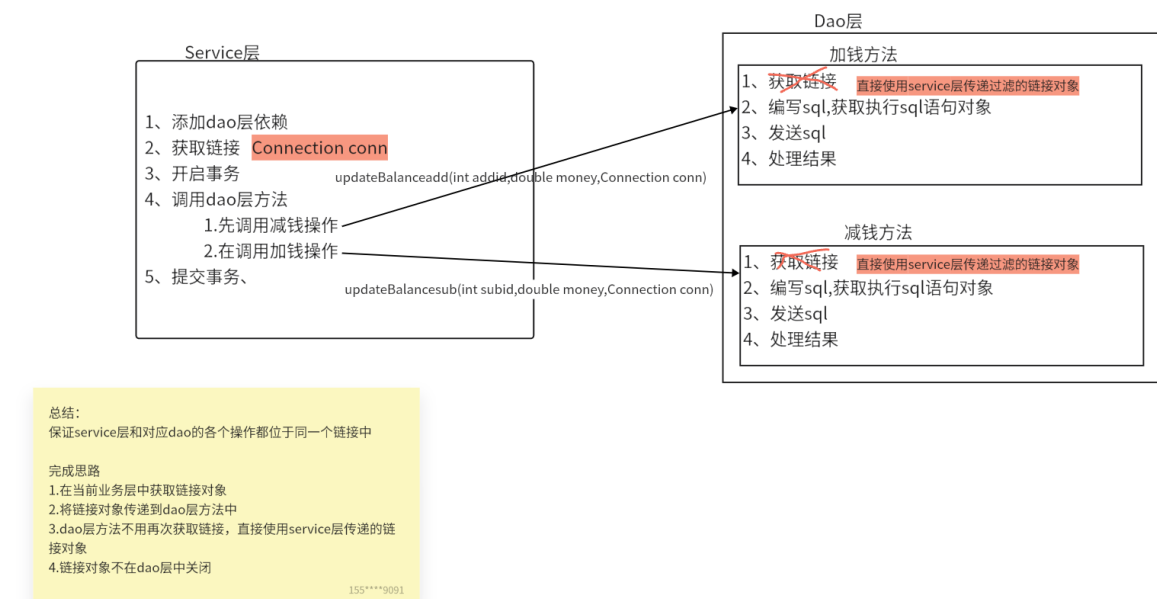 Service层
1、添加dao层依赖
2、获取链接 Connection conn
3、开启事务
4、调用dao层方法
1.先调用减钱操作
2.在调用加钱操作
5、提交事务、
updateBalanceadd(int addid,double money,Connection conn)
updateBalancesub(int subid,double money,Connection conn)
Dao层
加钱方法
1、获取链接 直接使用service层传递过滤的链接对象
2、编写sql,获取执行sql语句对象
3、发送sql
4、处理结果
减钱方法
1、获取链接 直接使用service层传递过滤的链接对象
2、编写sql,获取执行sql语句对象
3、发送sql
4、处理结果
总结：
保证service层和对应dao的各个操作都位于同一个链接中
完成思路
1.在当前业务层中获取链接对象
2.将链接对象传递到dao层方法中
3.dao层方法不用再次获取链接，直接使用service层传递的链
接对象
4.链接对象不在dao层中关闭
155****9091